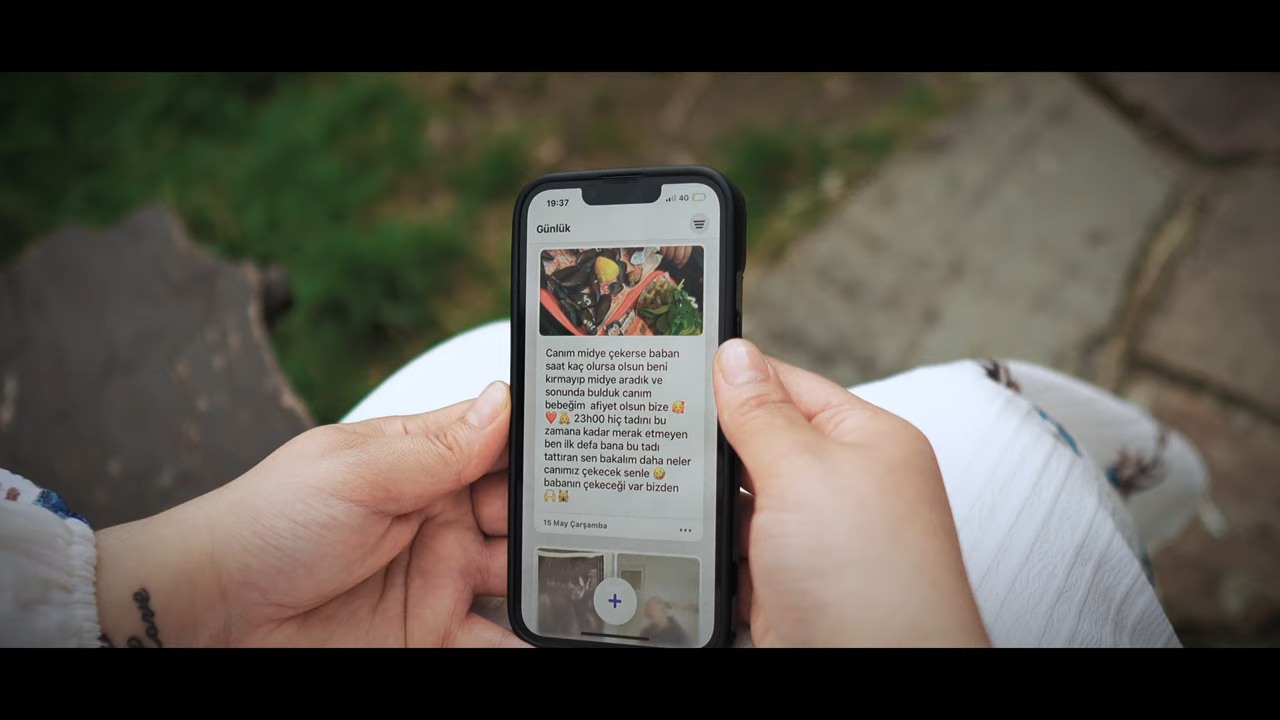 19:37
4G
Günlük
Canım midye çekerse baban
saat kaç olursa olsun beni
kırmayıp midye aradık ve
sonunda bulduk canım
bebeğim afiyet olsun bize 🥰
❤️🙏 23h00 hiç tadını bu
zamana kadar merak etmeyen
ben ilk defa bana bu tadı
tattıran sen bakalım daha neler
canımız çekecek senle 🤣
babanın çekeceği var bizden
🙌😹
15 May Çarşamba